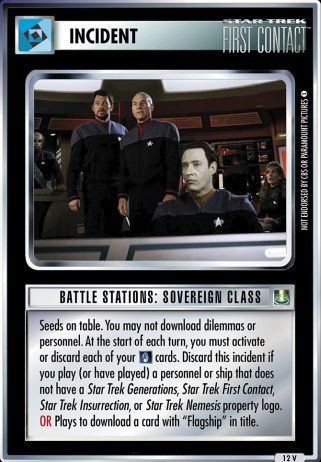 INCIDENT
STAR TREK
FIRST CONTACT
NOT ENDORSED BY CBS OR PARAMOUNT PICTURES
BATTLE STATIONS: SOVEREIGN CLASS
Seeds on table. You may not download dilemmas or
personnel. At the start of each turn, you must activate
or discard each of your cards. Discard this incident if
you play (or have played) a personnel or ship that does
not have a Star Trek Generations, Star Trek First Contact,
Star Trek Insurrection, or Star Trek Nemesis property logo.
OR Plays to download a card with “Flagship” in title.
12 V